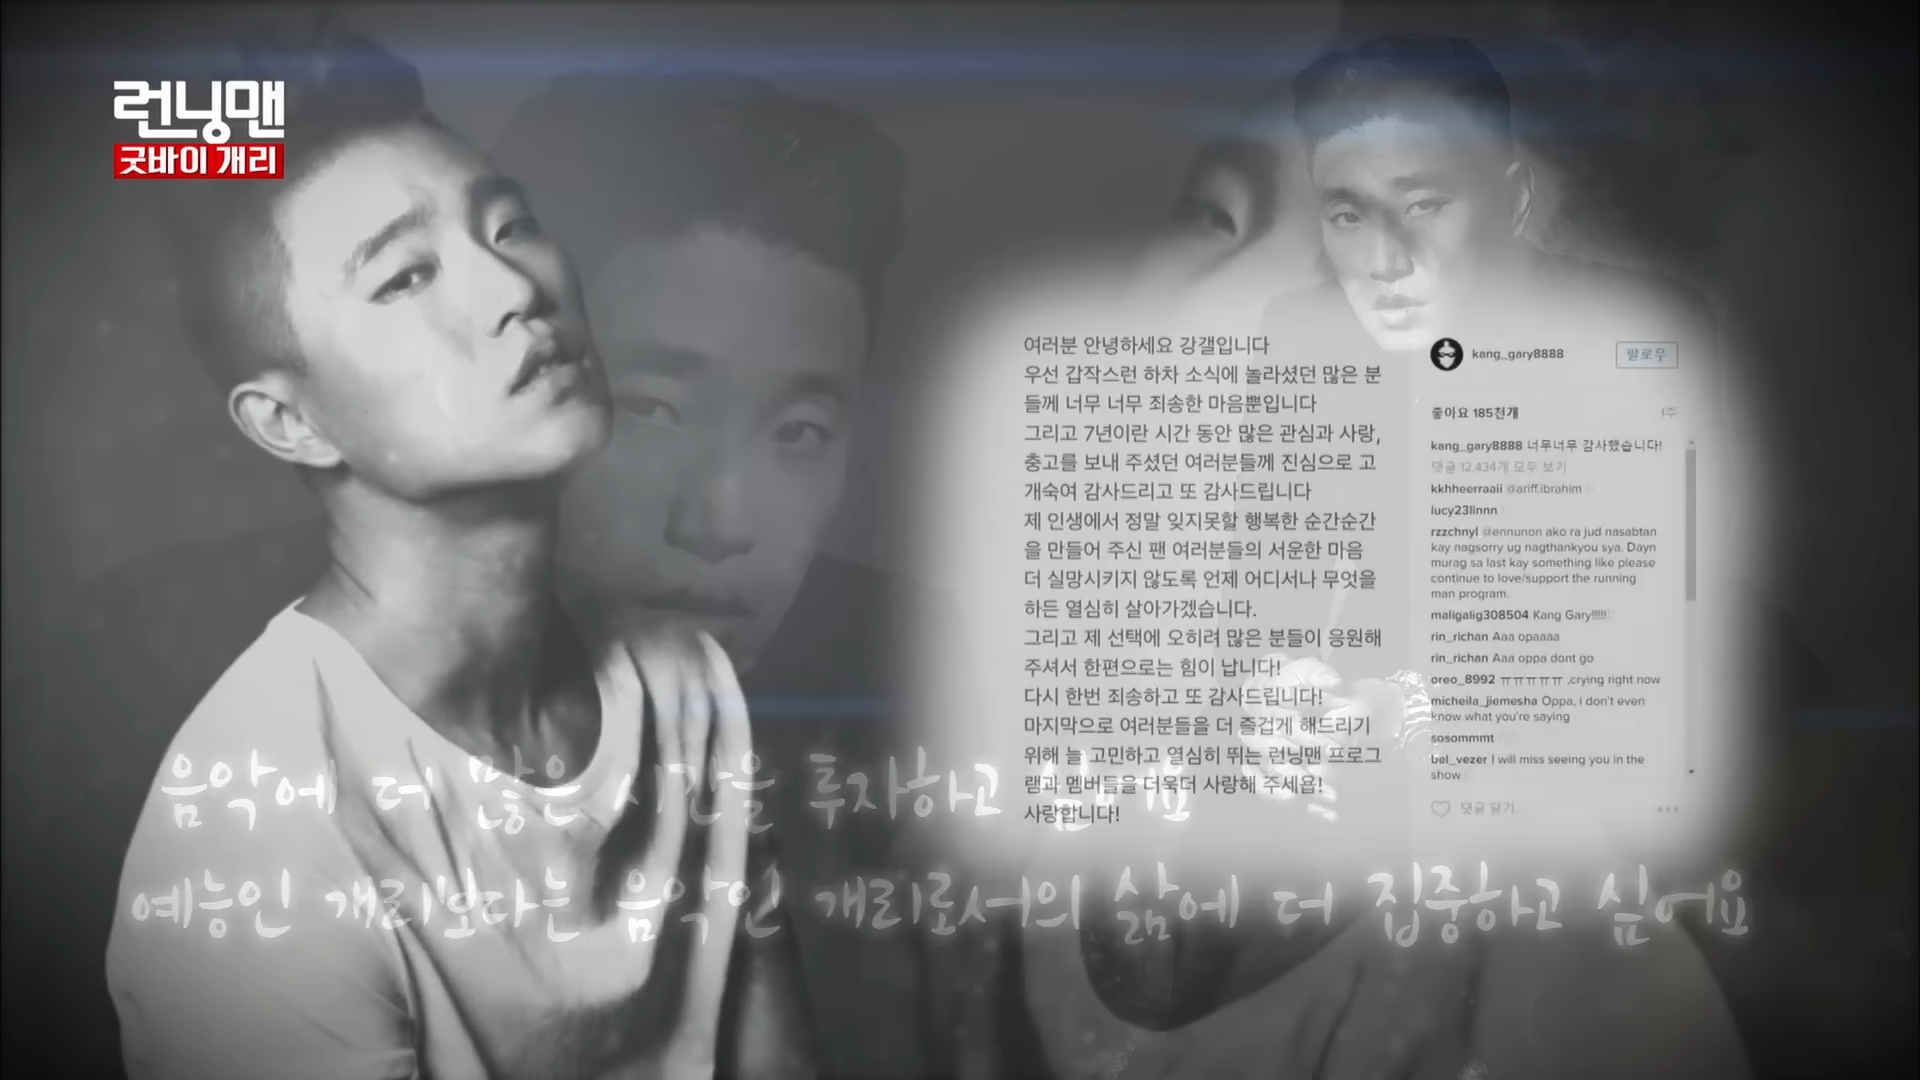 런닝맨
굿바이 개리
여러분 안녕하세요 강갤입니다
우선 갑작스런 하차 소식에 놀라셨던 많은 분
들께 너무 너무 죄송한 마음뿐입니다
그리고 7년이란 시간 동안 많은 관심과 사랑,
충고를 보내 주셨던 여러분들께 진심으로 고
개숙여 감사드리고 또 감사드립니다
제 인생에서 정말 잊지못할 행복한 순간순간
을 만들어 주신 팬 여러분들의 서운한 마음
더 실망시키지 않도록 언제 어디서나 무엇을
하든 열심히 살아가겠습니다.
그리고 제 선택에 오히려 많은 분들이 응원해
주셔서 한편으로는 힘이 납니다!
다시 한번 죄송하고 또 감사드립니다!
마지막으로 여러분들을 더 즐겁게 해드리기
위해 늘 고민하고 열심히 뛰는 런닝맨 프로그
램과 멤버들을 더욱더 사랑해 주세욥!
사랑합니다!
kang_gary8888 팔로우
좋아요 185천개 1주
kang_gary8888 너무너무 감사했습니다!
댓글 12,434개 모두 보기
kkhheerraaii @ariff.ibrahim
lucy23linnn
rzzchnyl @ennunon ako ra jud nasabtan
kay nagsorry ug nagthankyou sya. Dayn
murag sa last kay something like please
continue to love/support the running
man program.
maligalig308504 Kang Gary!!!!!
rin_richan Aaa opaaaa
rin_richan Aaa oppa dont go
oreo_8992 ㅠㅠㅠㅠㅠ ,crying right now
micheila_jiemesha Oppa, i don't even
know what you're saying
sosommmt
bel_vezer I will miss seeing you in the
show
댓글 달기...
음악에 더 많은 시간을 투자하고 싶어요
예능인 개리보다는 음악인 개리로서의 삶에 더 집중하고 싶어요